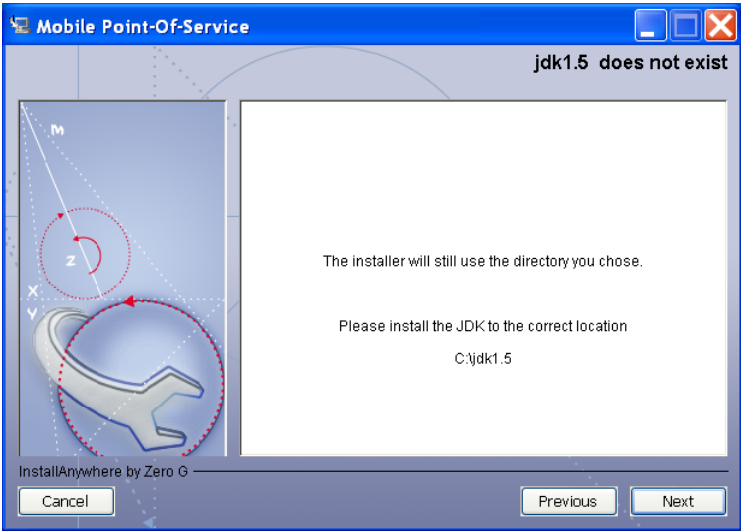 Mobile Point-Of-Service
jdk1.5 does not exist
M
Z
X
Y
The installer will still use the directory you chose.
Please install the JDK to the correct location
C:\jdk1.5
InstallAnywhere by Zero G
Cancel
Previous
Next